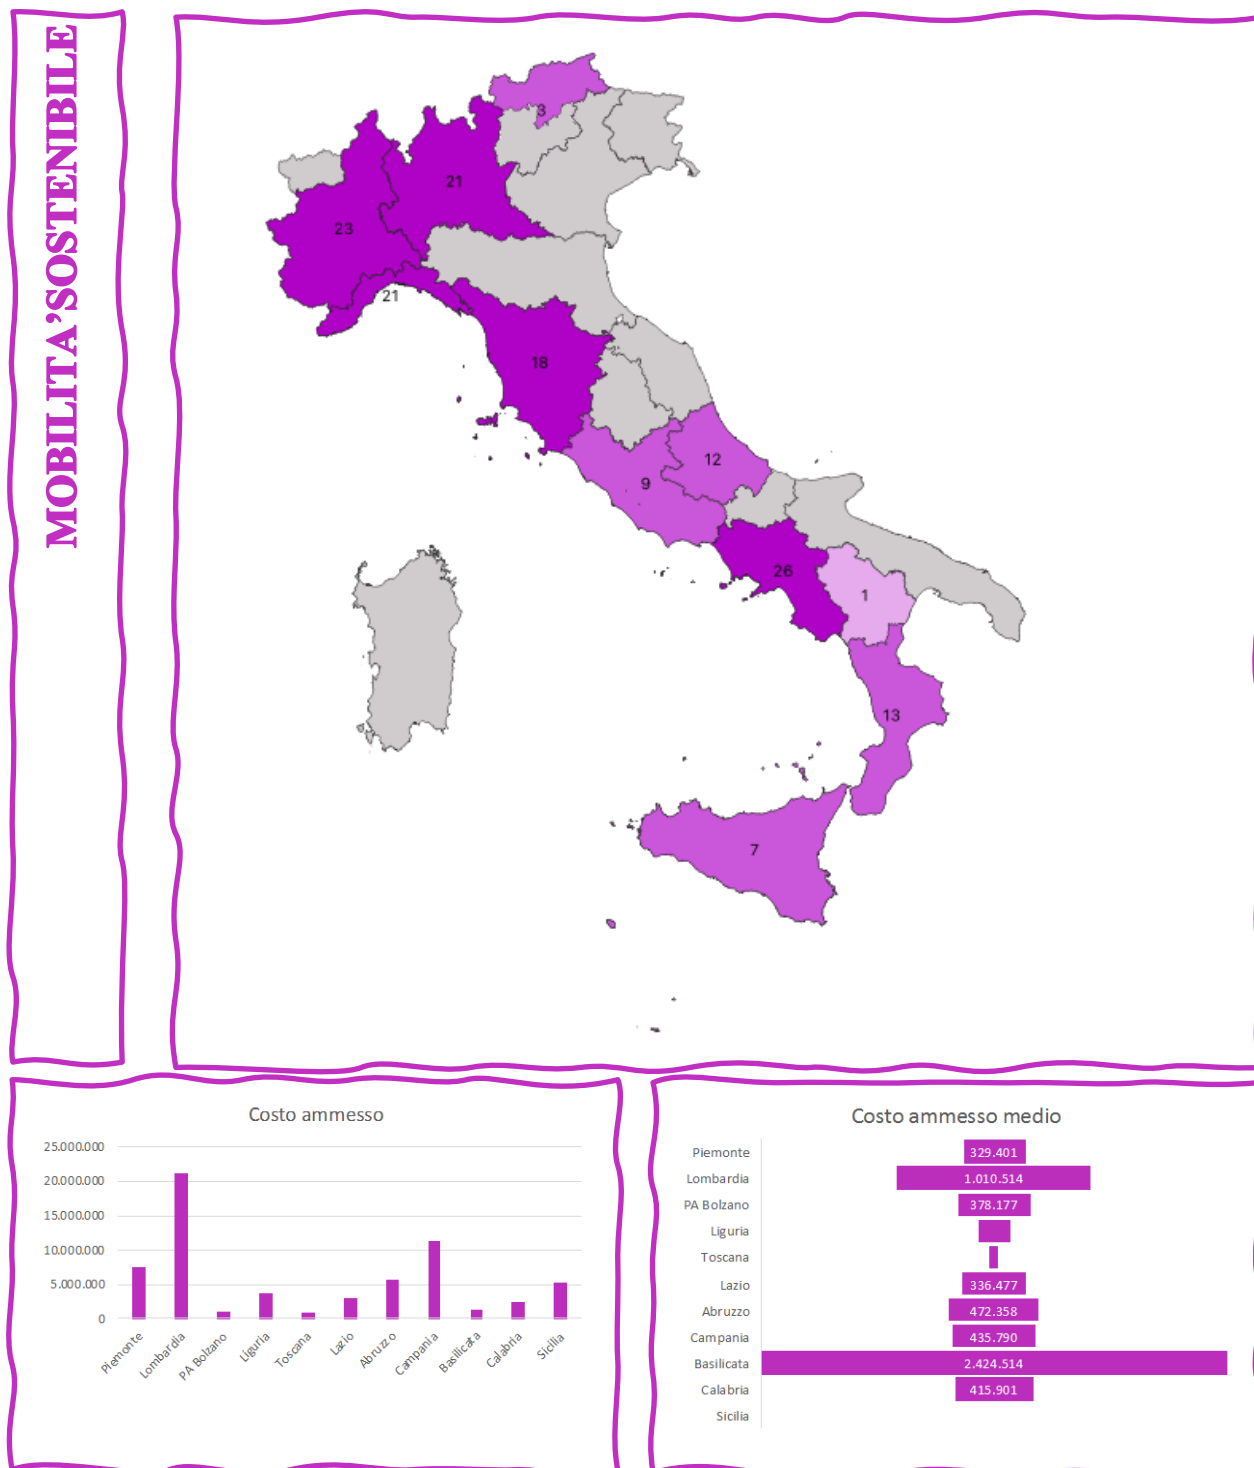 MOBILITA’SOSTENIBILE
3
21
23
21
18
12
9
26
1
13
7
Costo ammesso
25.000.000
20.000.000
15.000.000
10.000.000
5.000.000
0
Piemonte
Lombardia
PA Bolzano
Liguria
Toscana
Lazio
Abruzzo
Campania
Basilicata
Calabria
Sicilia
Costo ammesso medio
Piemonte 329.401
Lombardia 1.010.514
PA Bolzano 378.177
Liguria
Toscana
Lazio 336.477
Abruzzo 472.358
Campania 435.790
Basilicata 2.424.514
Calabria 415.901
Sicilia